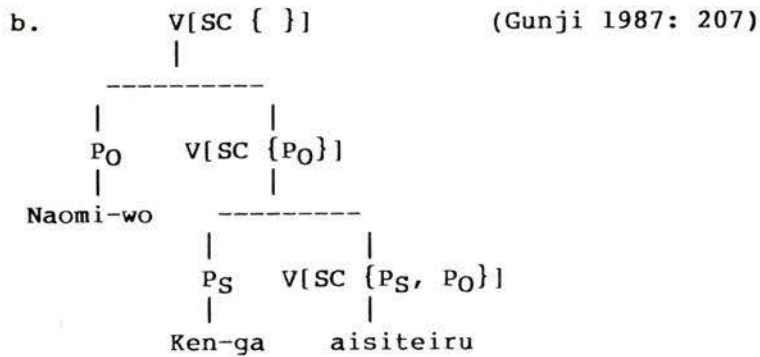 b. V[SC { }] (Gunji 1987: 207)
PO V[SC {PO}]
Naomi-wo
PS V[SC {PS, PO}]
Ken-ga aisiteiru